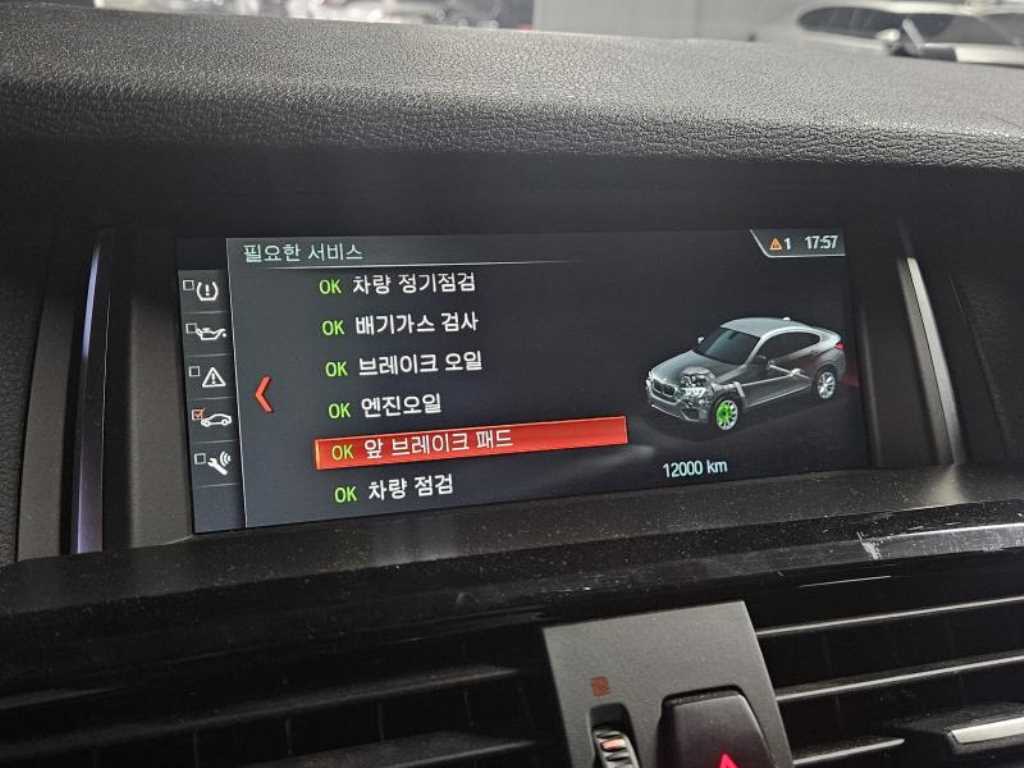 필요한 서비스
1 17:57
OK 차량 정기점검
OK 배기가스 검사
OK 브레이크 오일
OK 엔진오일
OK 앞 브레이크 패드
OK 차량 점검
12000 km